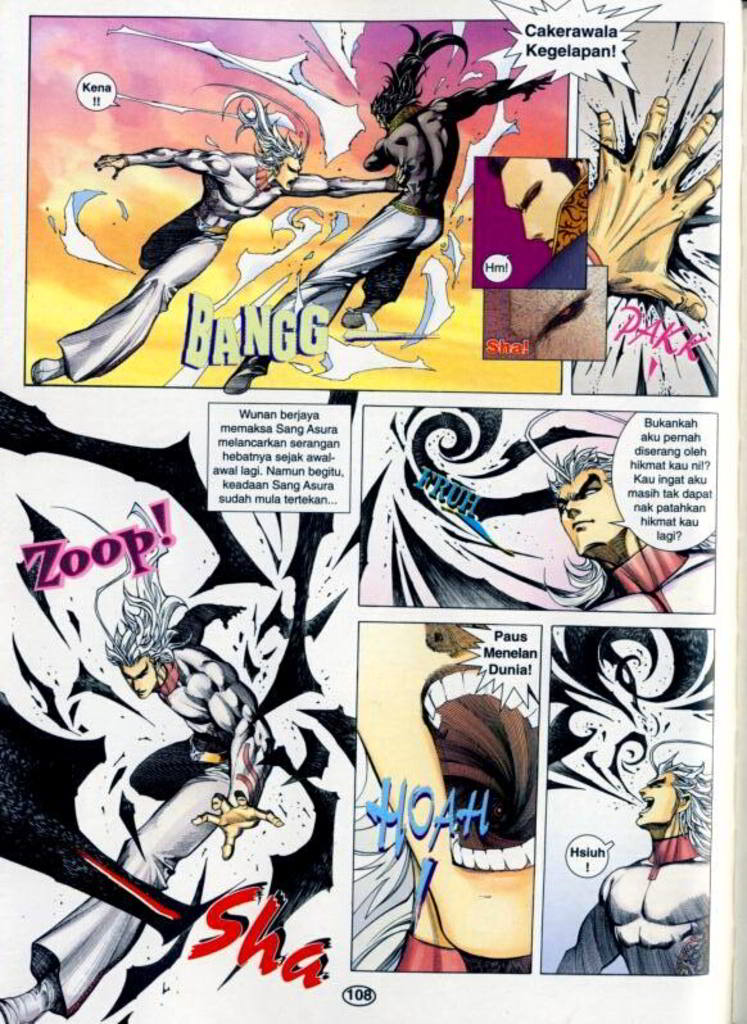 Cakerawala
Kegelapan!
Kena
!!
Hm!
Sha!
BANGG
PAKK
!
Wunan berjaya
memaksa Sang Asura
melancarkan serangan
hebatnya sejak awal-
awal lagi. Namun begitu,
keadaan Sang Asura
sudah mula tertekan...
Bukankah
aku pernah
diserang oleh
hikmat kau ni!?
Kau ingat aku
masih tak dapat
nak patahkan
hikmat kau
lagi?
FRUH
Zoop!
Sha
Paus
Menelan
Dunia!
HOAH
!
Hsiuh
!
108